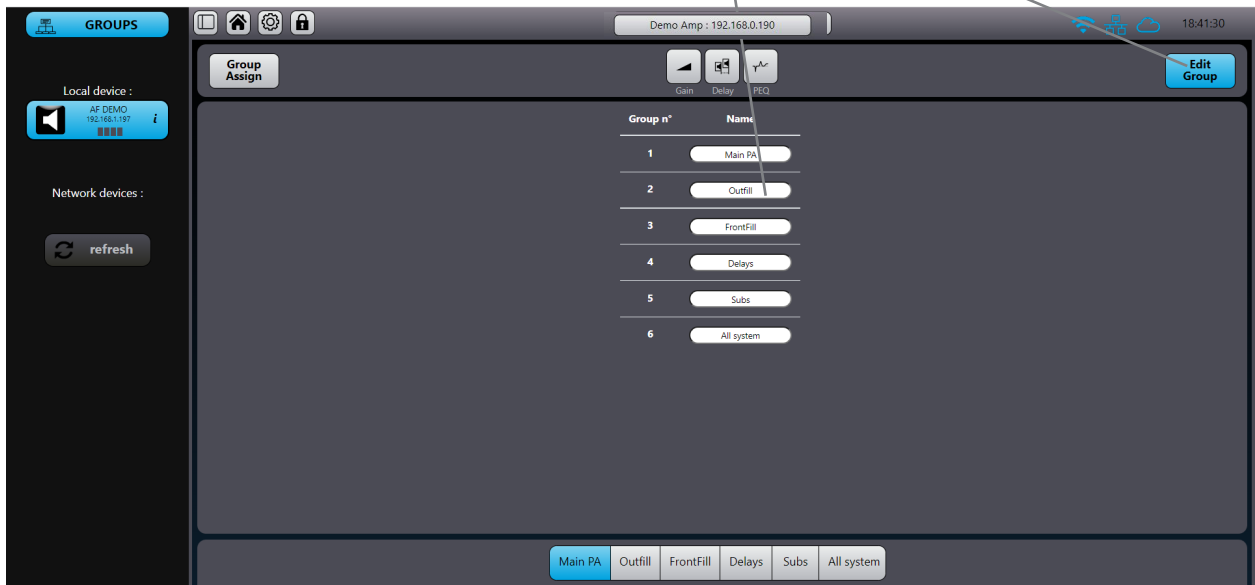 GROUPS
Demo Amp : 192.168.0.190
18:41:30
Local device :
AF DEMO
192.168.1.197
i
Network devices :
refresh
Group
Assign
Gain
Delay
PEQ
Edit
Group
Group n° Name
1 Main PA
2 Outfill
3 FrontFill
4 Delays
5 Subs
6 All system
Main PA Outfill FrontFill Delays Subs All system